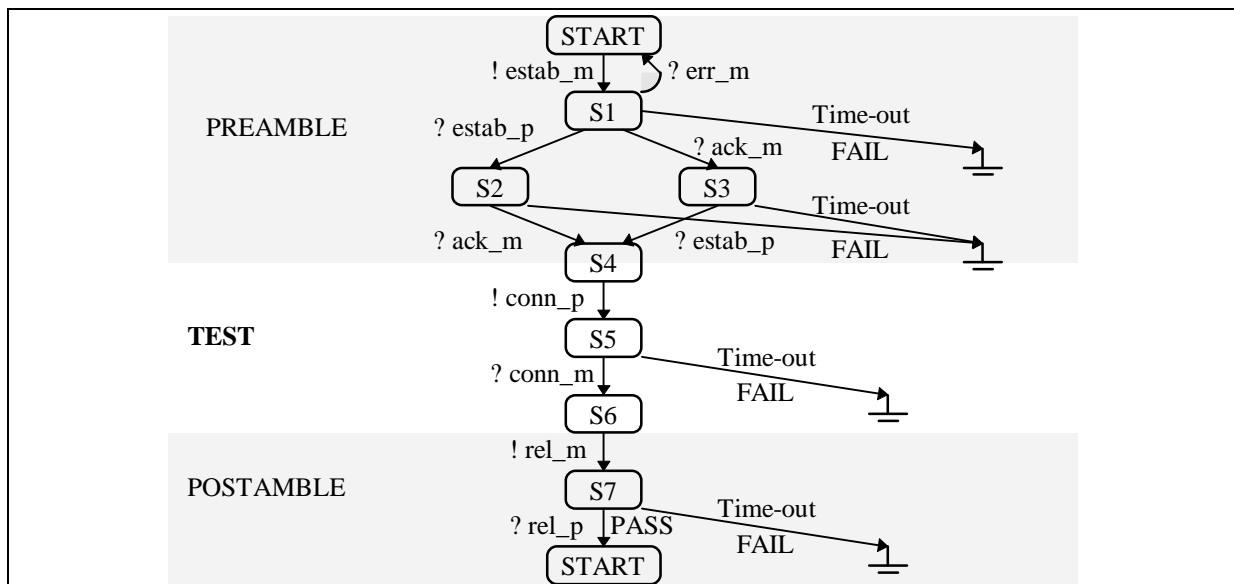 START
! estab_m ? err_m
S1
PREAMBLE
Time-out
? estab_p
? ack_m
FAIL
S2 S3
Time-out
? ack_m ? estab_p
FAIL
S4
! conn_p
TEST
S5
Time-out
? conn_m
FAIL
S6
! rel_m
POSTAMBLE
S7
Time-out
? rel_p PASS
FAIL
START